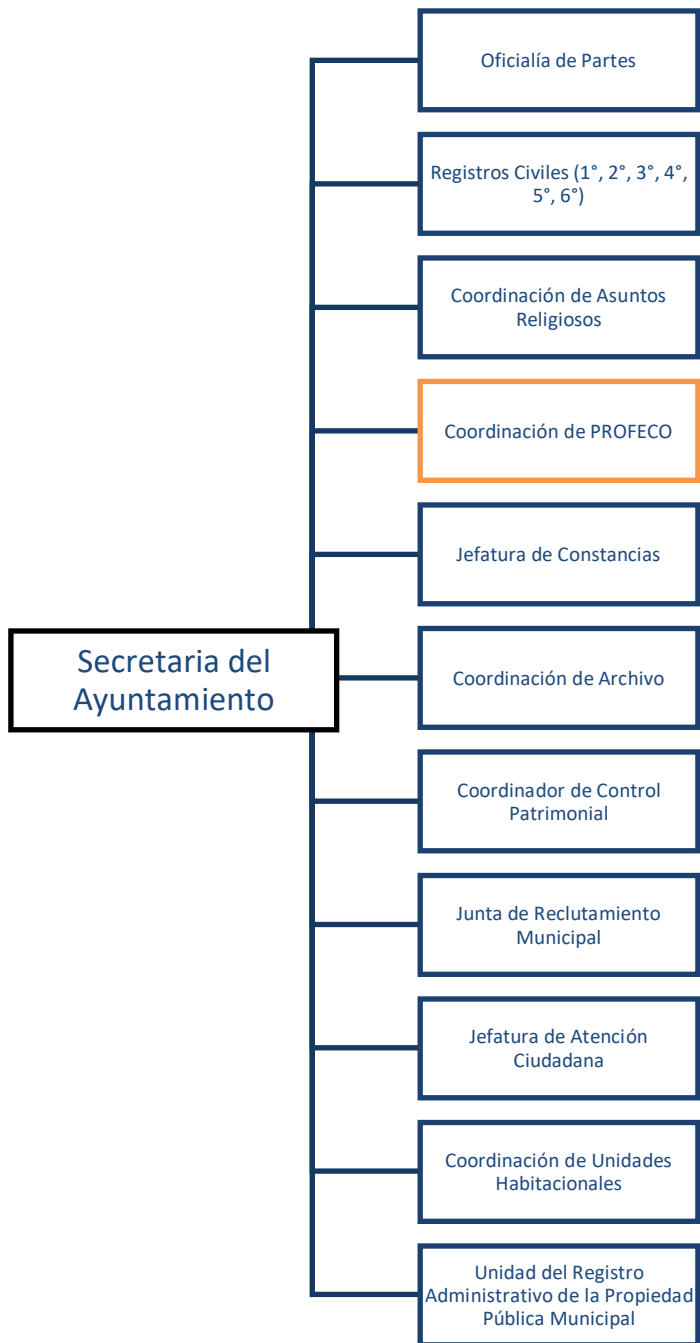 Oficialía de Partes
Registros Civiles (1°, 2°, 3°, 4°,
5°, 6°)
Coordinación de Asuntos
Religiosos
Coordinación de PROFECO
Jefatura de Constancias
Secretaria del
Ayuntamiento
Coordinación de Archivo
Coordinador de Control
Patrimonial
Junta de Reclutamiento
Municipal
Jefatura de Atención
Ciudadana
Coordinación de Unidades
Habitacionales
Unidad del Registro
Administrativo de la Propiedad
Pública Municipal